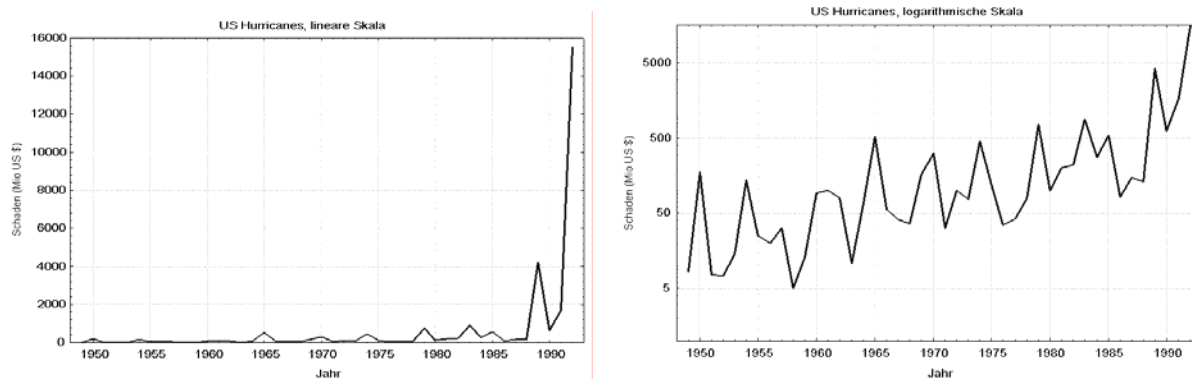 US Hurricanes, lineare Skala
16000
14000
12000
10000
8000
6000
4000
2000
0
Schaden (Mio US $)
1950 1955 1960 1965 1970 1975 1980 1985 1990
Jahr
US Hurricanes, logarithmische Skala
5000
500
50
5
Schaden (Mio US $)
1950 1955 1960 1965 1970 1975 1980 1985 1990
Jahr